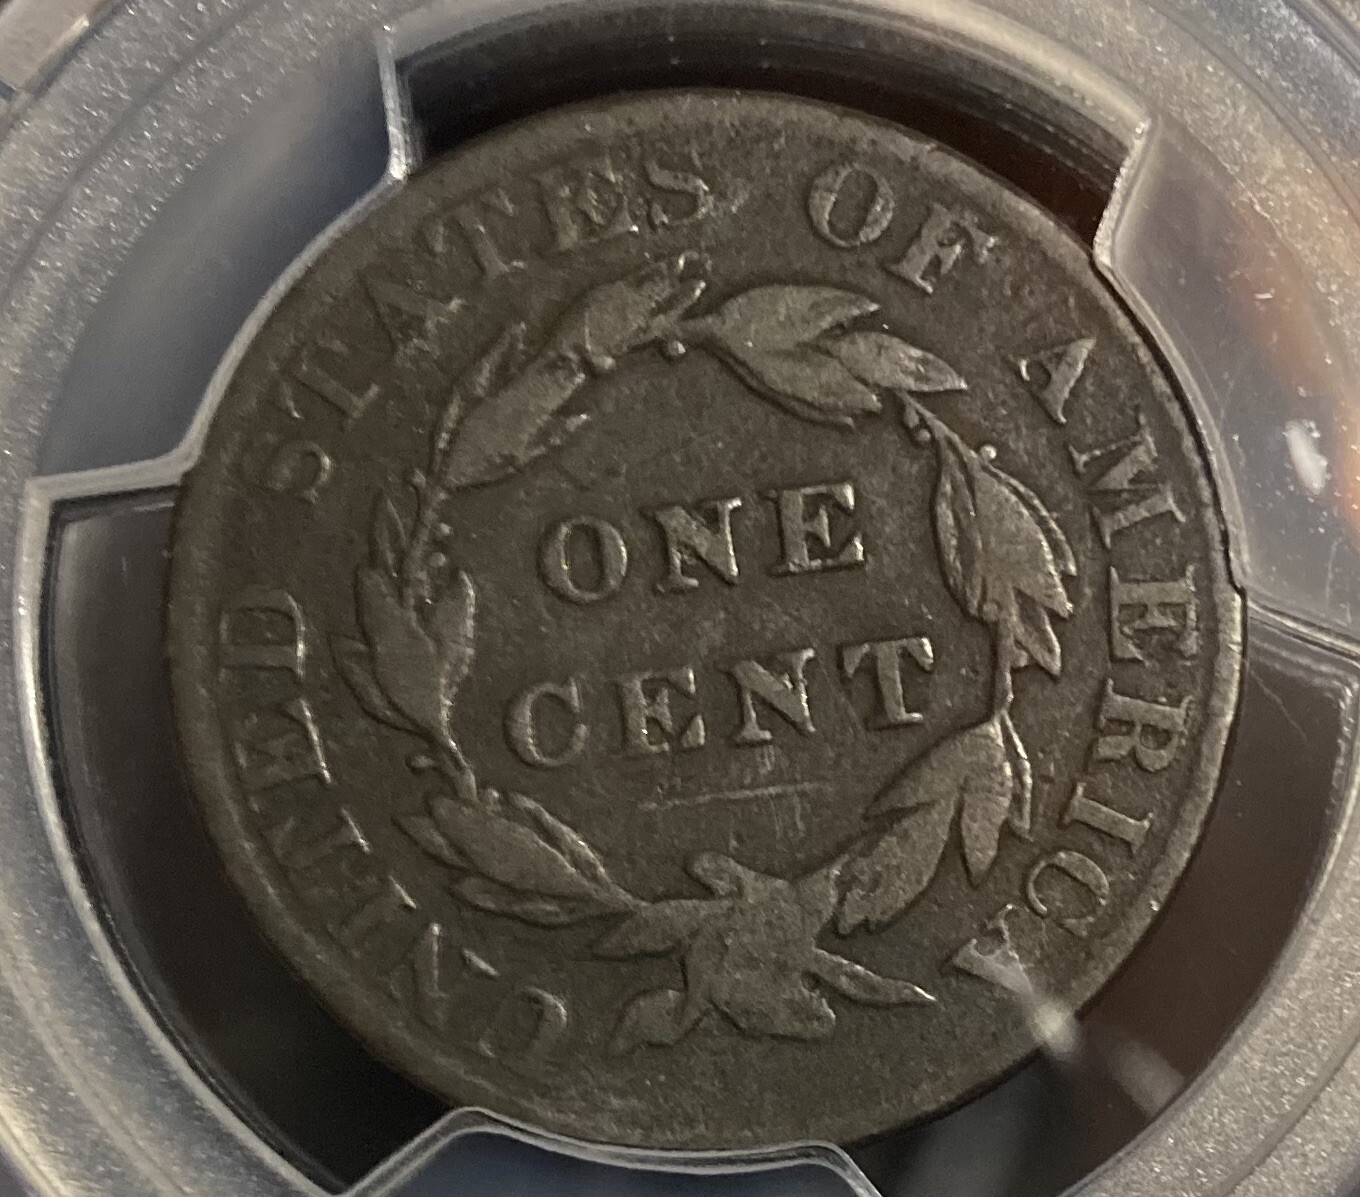 UNITED STATES OF AMERICA
ONE
CENT